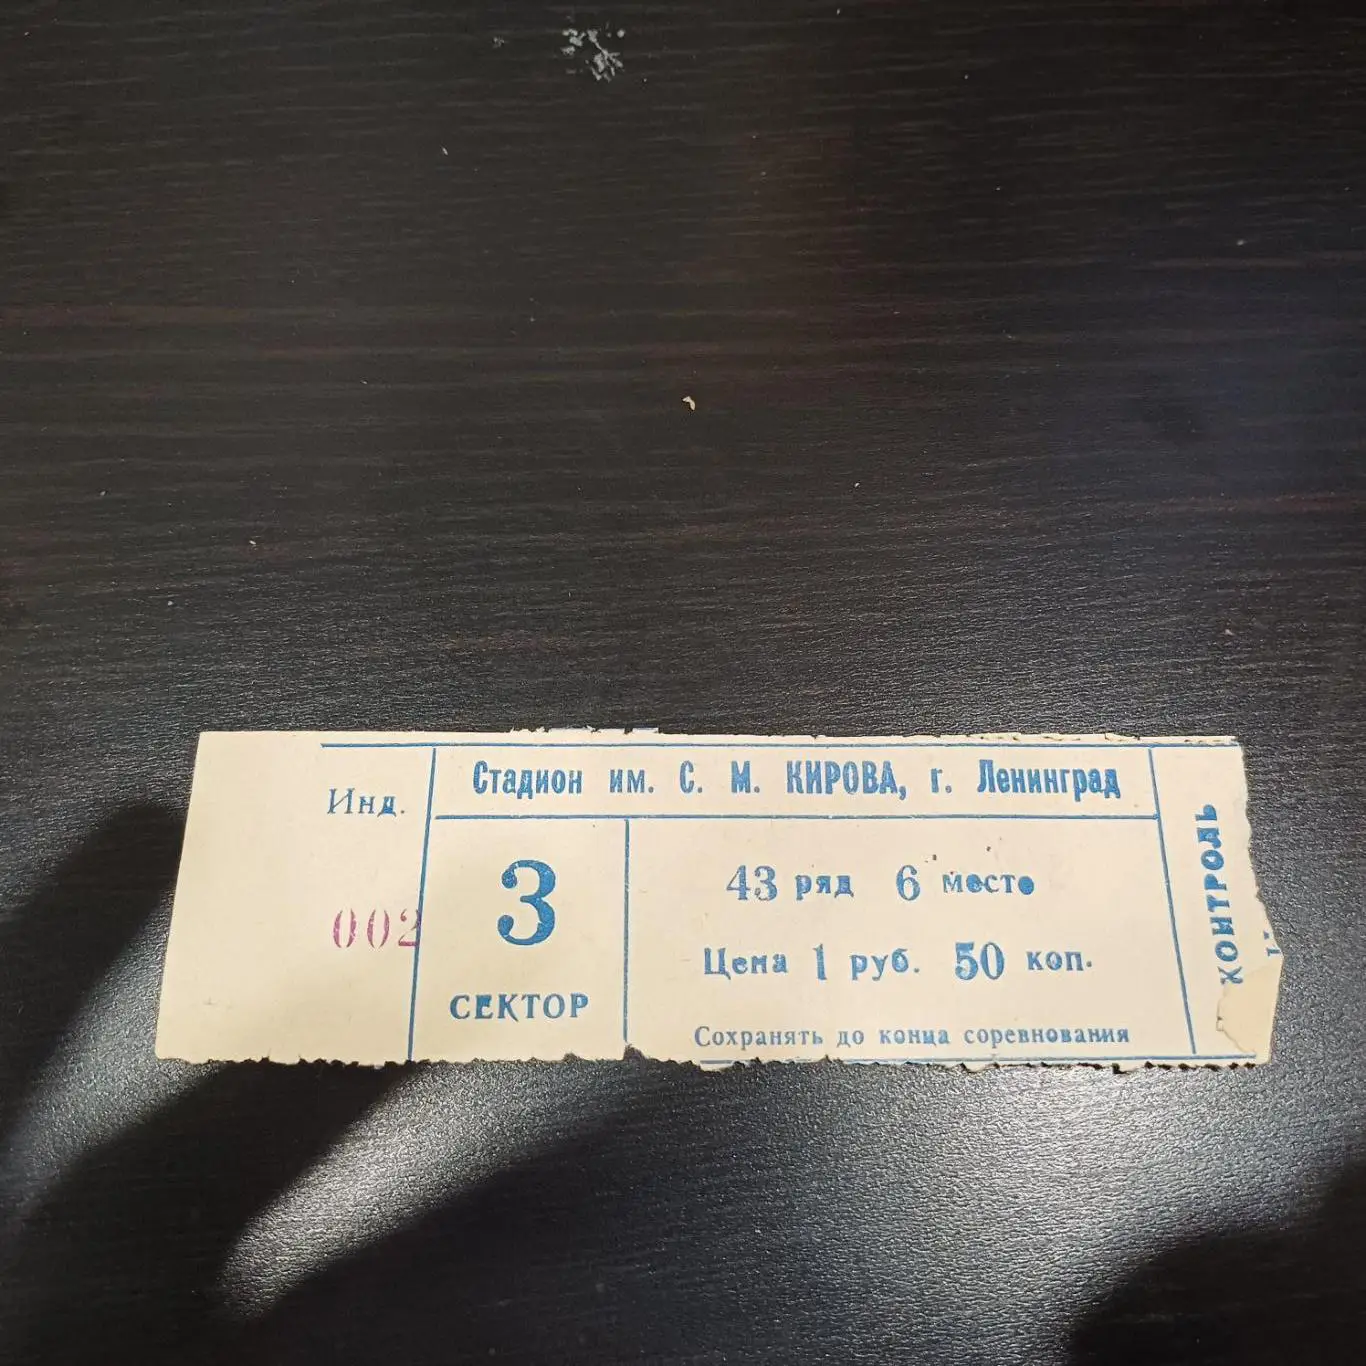 Инд.
002
Стадион им. С. М. КИРОВА, г. Ленинград
3
СЕКТОР
43 ряд 6 место
Цена 1 руб. 50 коп.
Сохранять до конца соревнования
КОНТРОЛЬ